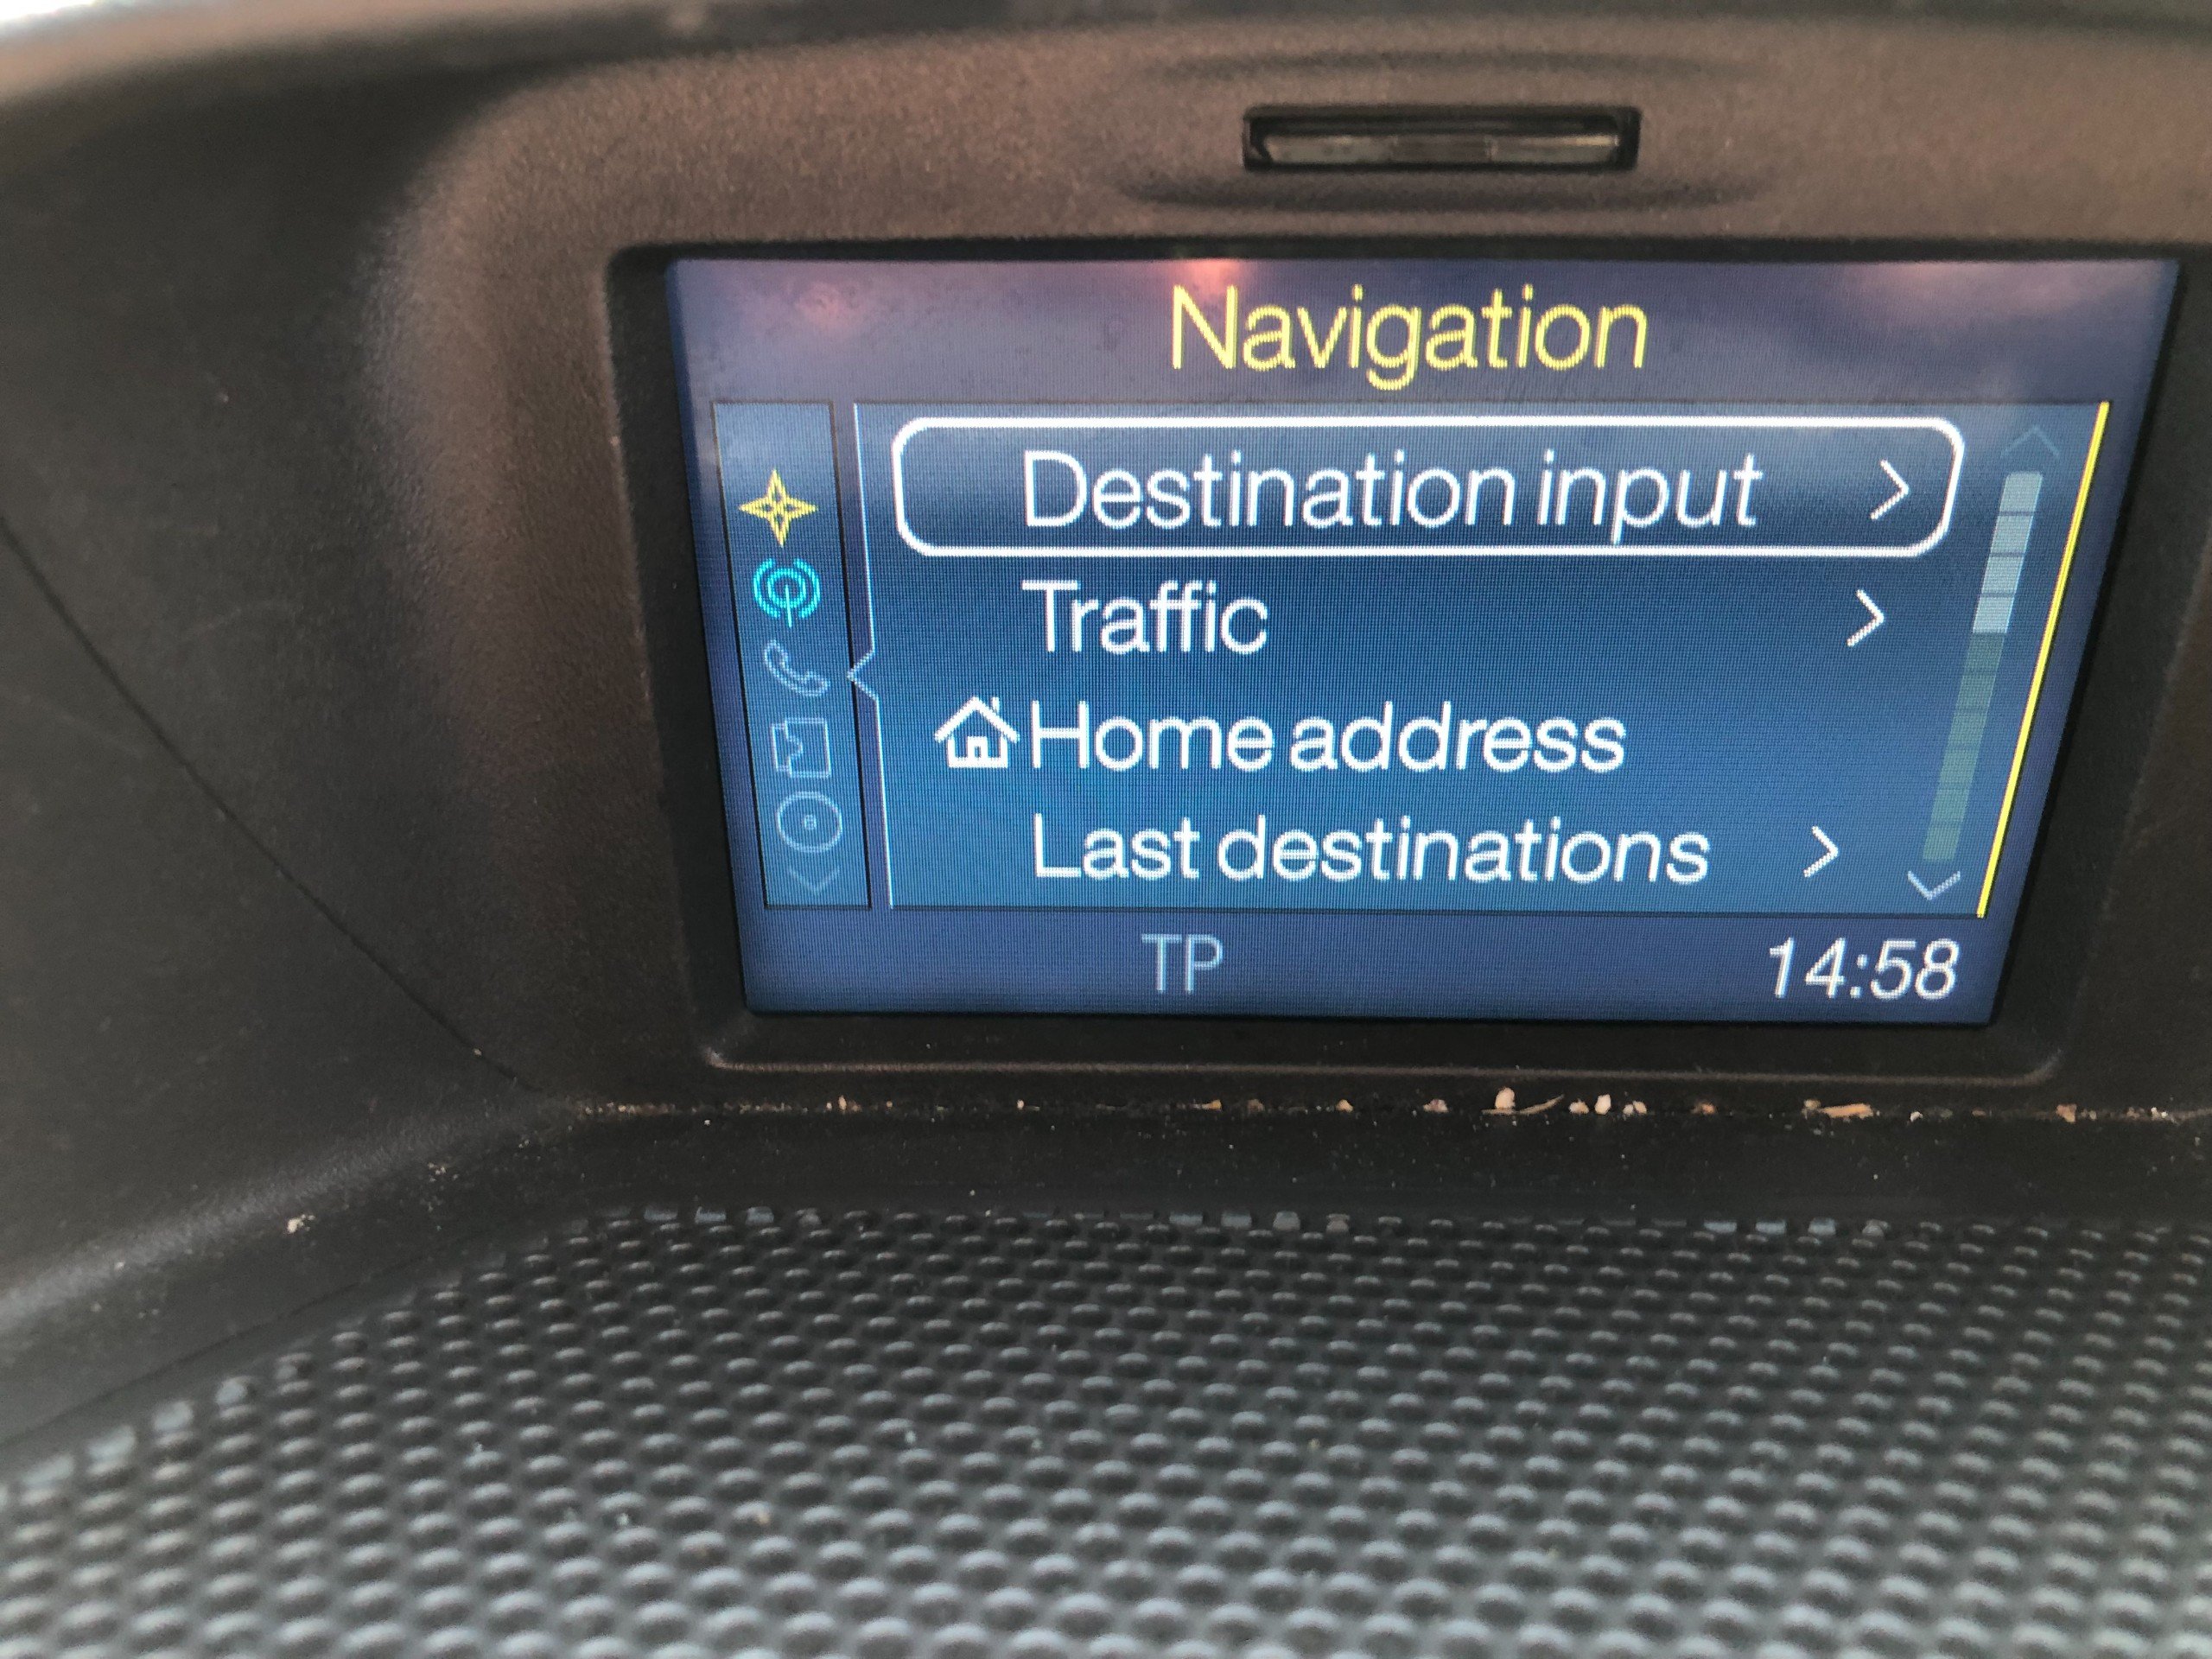 Navigation
Destination input
Traffic
Home address
Last destinations
TP
14:58